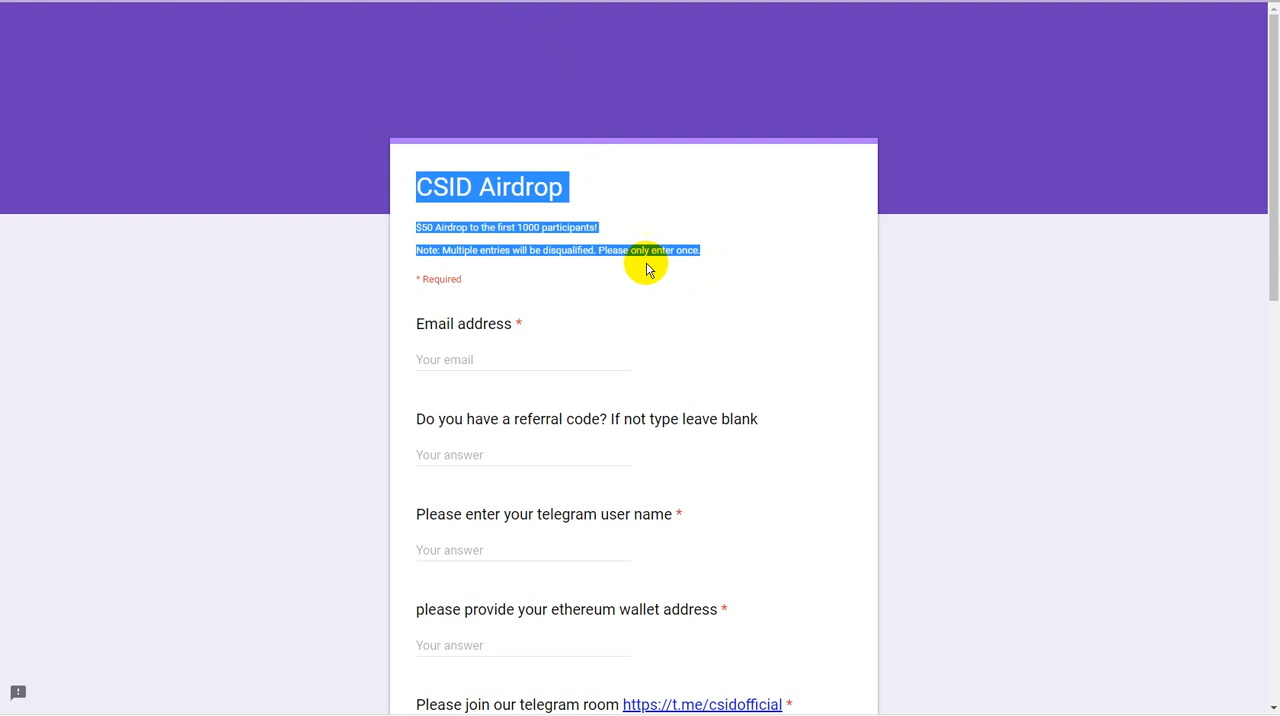 CSID Airdrop
$50 Airdrop to the first 1000 participants!
Note: Multiple entries will be disqualified. Please only enter once.
* Required
Email address *
Your email
Do you have a referral code? If not type leave blank
Your answer
Please enter your telegram user name *
Your answer
please provide your ethereum wallet address *
Your answer
Please join our telegram room https://t.me/csidofficial *